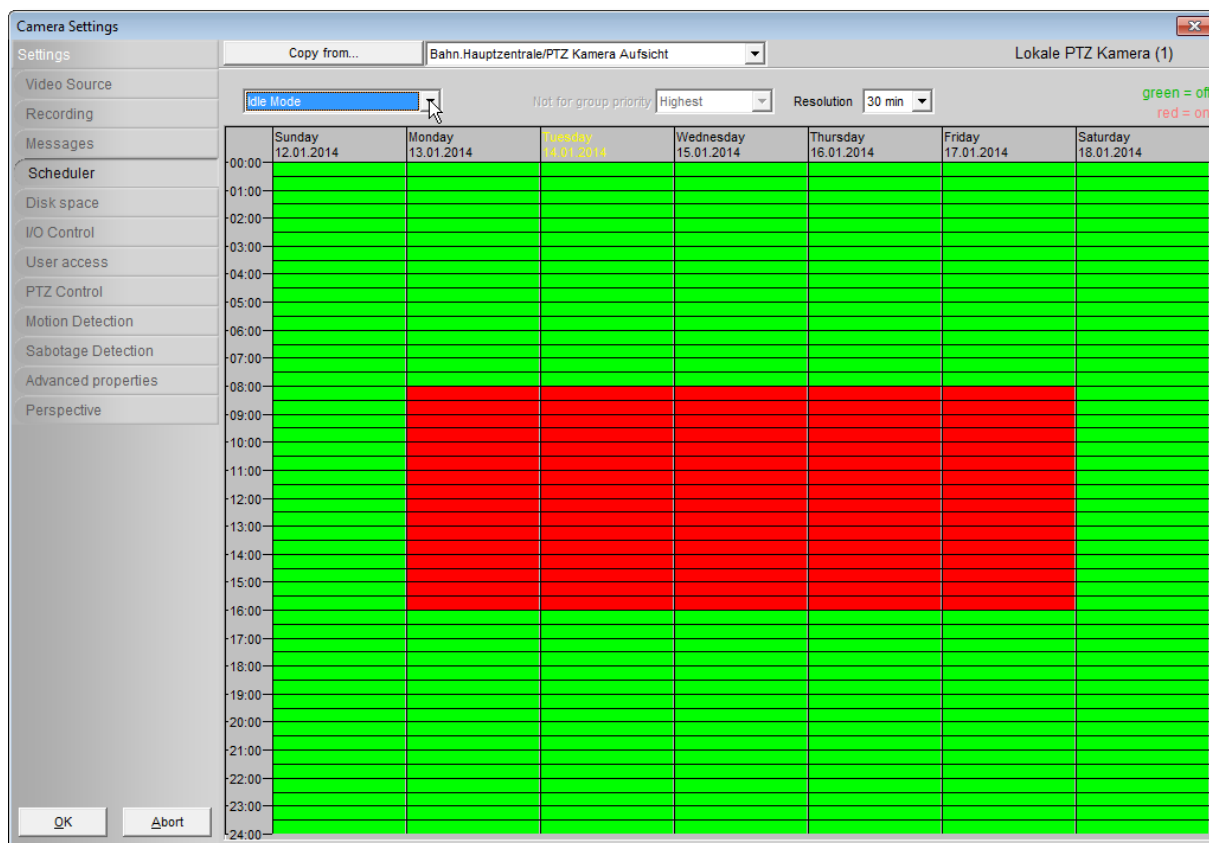 Camera Settings
Settings
Copy from...
Bahn.Hauptzentrale/PTZ Kamera Aufsicht
Lokale PTZ Kamera (1)
Video Source
Recording
Messages
Scheduler
Disk space
I/O Control
User access
PTZ Control
Motion Detection
Sabotage Detection
Advanced properties
Perspective
Idle Mode
Not for group priority
Highest
Resolution
30 min
green = off
red = on
Sunday
12.01.2014
Monday
13.01.2014
Tuesday
14.01.2014
Wednesday
15.01.2014
Thursday
16.01.2014
Friday
17.01.2014
Saturday
18.01.2014
00:00
01:00
02:00
03:00
04:00
05:00
06:00
07:00
08:00
09:00
10:00
11:00
12:00
13:00
14:00
15:00
16:00
17:00
18:00
19:00
20:00
21:00
22:00
23:00
24:00
OK
Abort